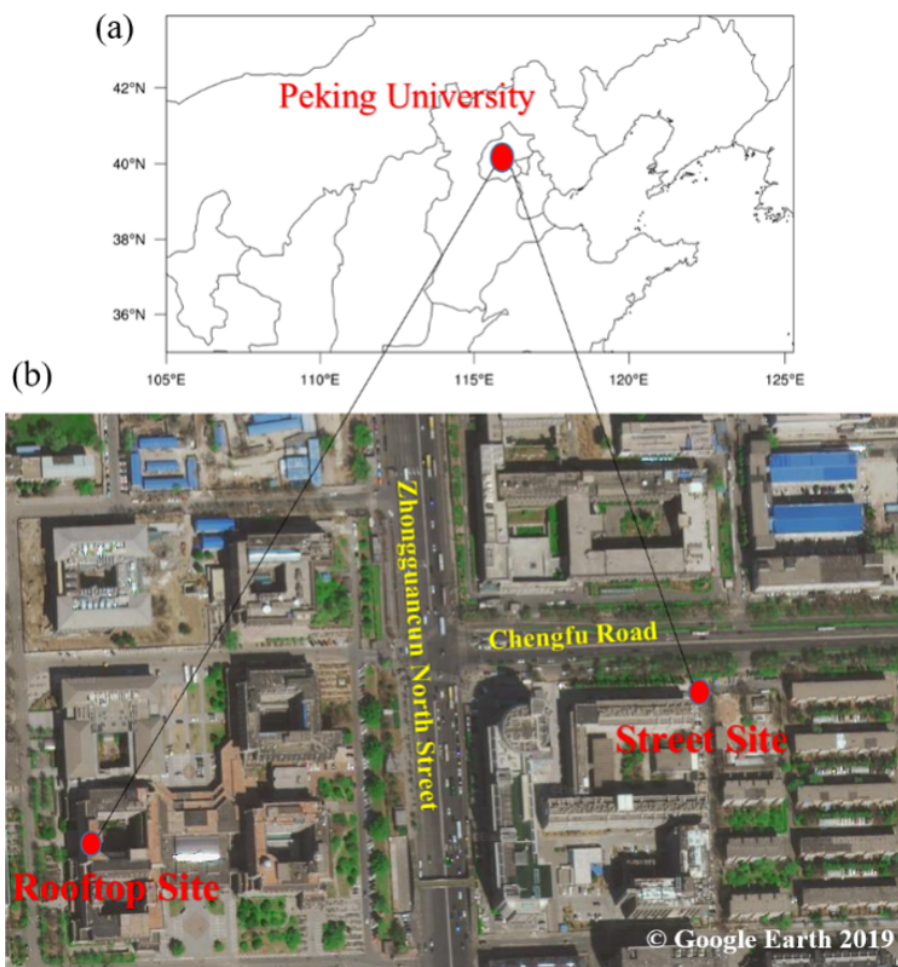 (a)
Peking University
42°N
40°N
38°N
36°N
105°E
110°E
115°E
120°E
125°E
(b)
Zhongguancun North Street
Chengfu Road
Street Site
Rooftop Site
© Google Earth 2019